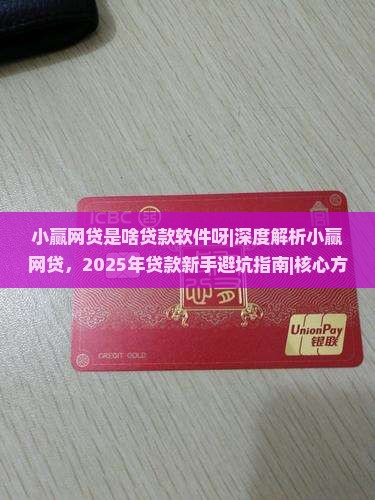 ICBC
小赢网贷是啥贷款软件呀|深度解析小赢
网贷，2025年贷款新手避坑指南|核心方
UnionPay
银联
CREDIT GOLD